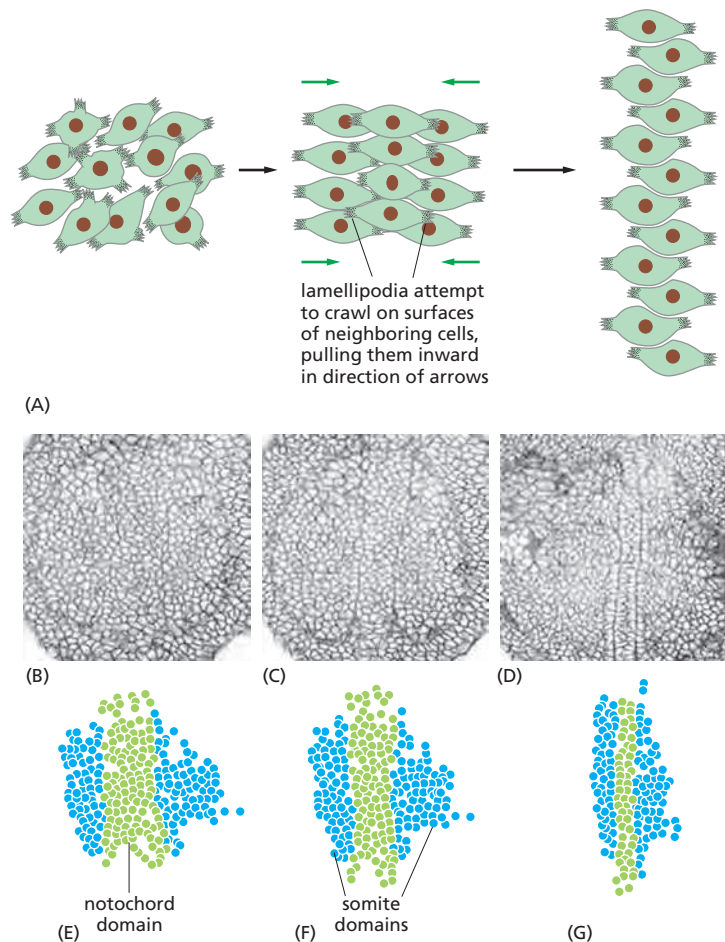 lamellipodia attempt
to crawl on surfaces
of neighboring cells,
pulling them inward
in direction of arrows
(A)
(B)
(C)
(D)
notochord
domain
somite
domains
(E)
(F)
(G)